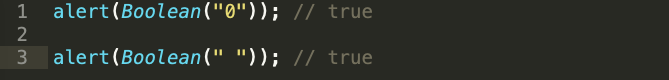 1 alert(Boolean("0")); // true
2
3 alert(Boolean(" ")); // true